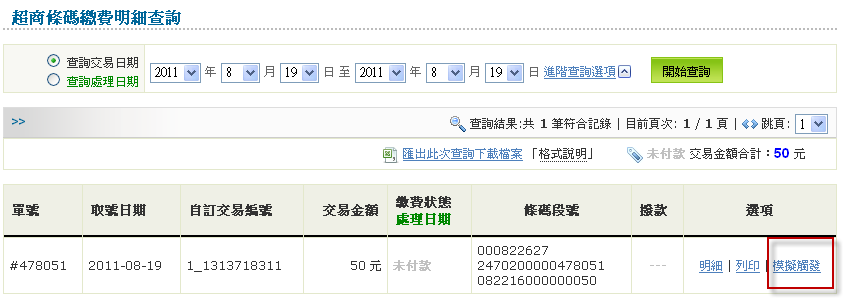 超商條碼繳費明細查詢
查詢交易日期
查詢處理日期
2011 年 8 月 19 日 至 2011 年 8 月 19 日 進階查詢選項 開始查詢
>> 查詢結果:共 1 筆符合記錄 | 目前頁次: 1 / 1 頁 | 跳頁: 1
匯出此次查詢下載檔案 「格式說明」 未付款 交易金額合計：50 元
單號 取號日期 自訂交易編號 交易金額 繳費狀態 處理日期 條碼段號 撥款 選項
#478051 2011-08-19 1_1313718311 50 元 未付款 000822627 --- 明細 | 列印 | 模擬觸發
2470200000478051
082216000000050